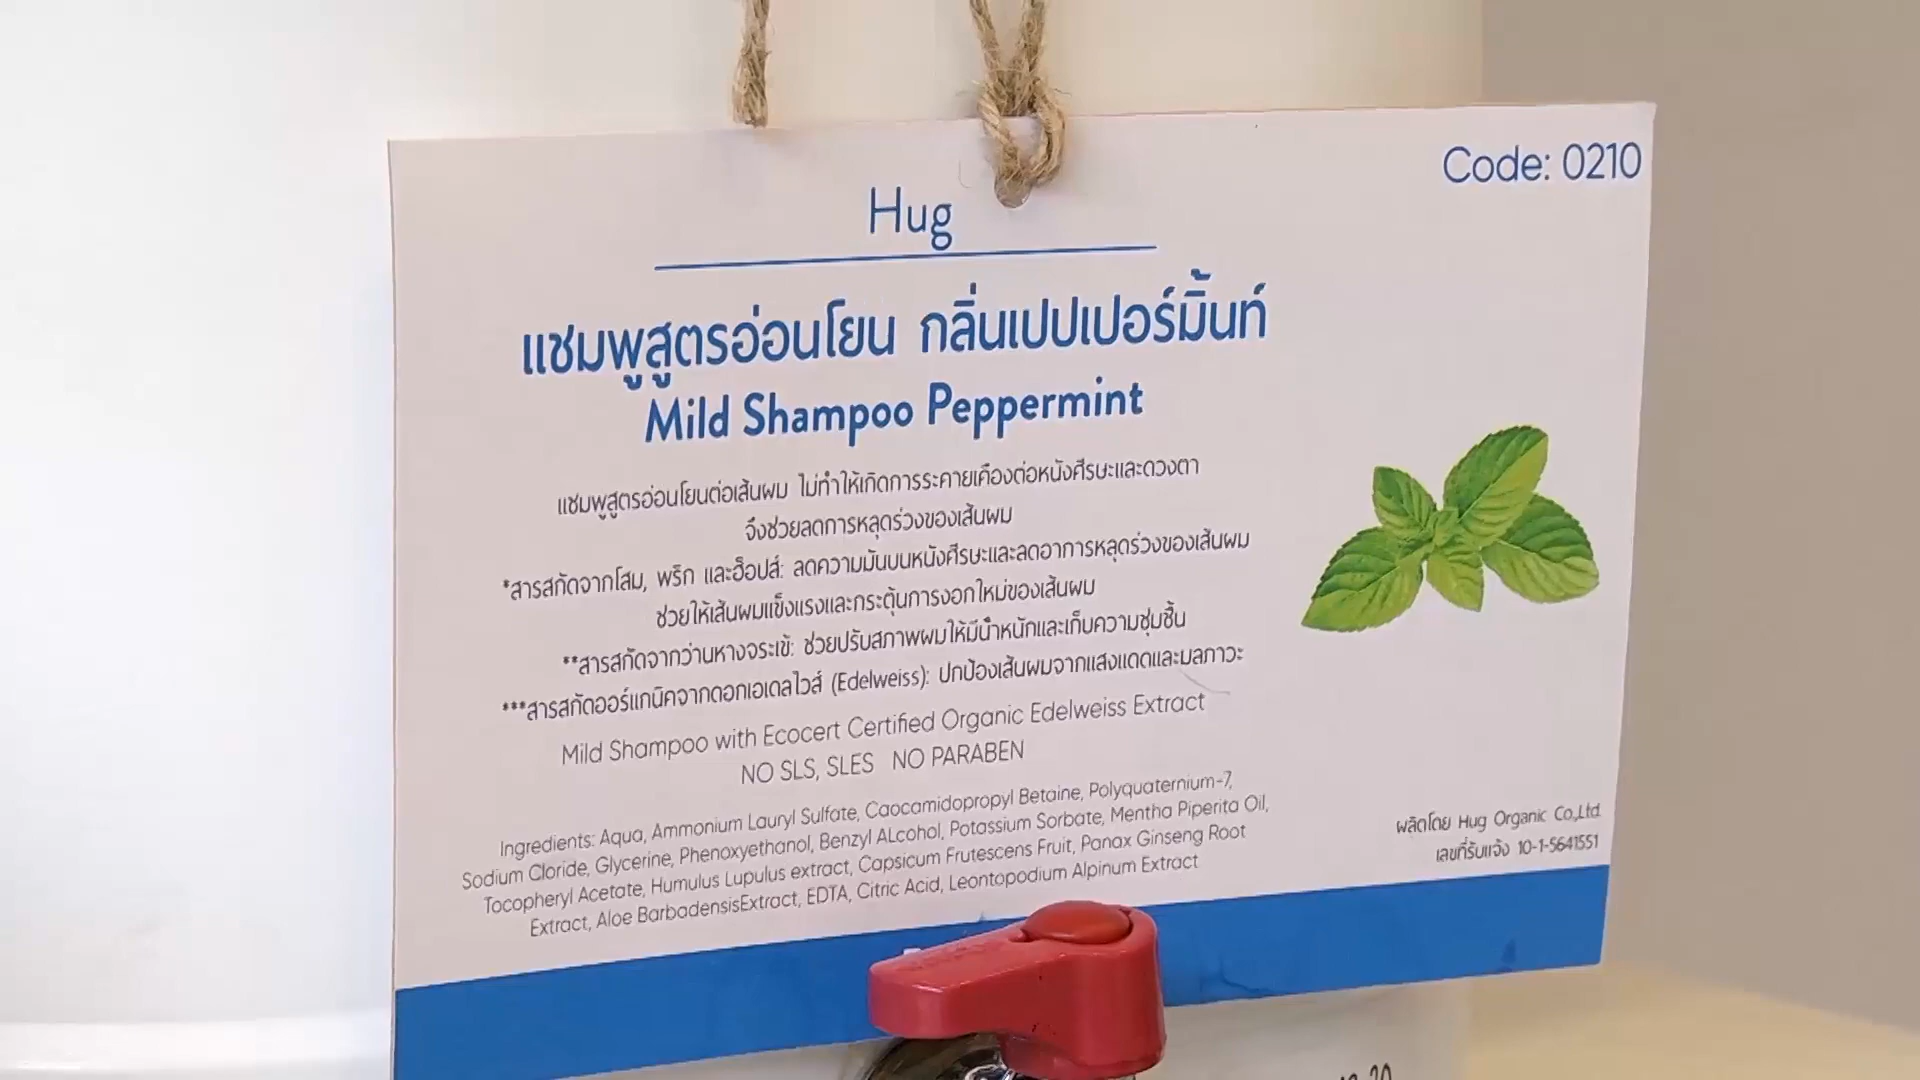 Code: 0210
Hug
แชมพูสูตรอ่อนโยน กลิ่นเปปเปอร์มิ้นท์
Mild Shampoo Peppermint
แชมพูสูตรอ่อนโยนต่อเส้นผม ไม่ทำให้เกิดการระคายเคืองต่อหนังศีรษะและดวงตา
จึงช่วยลดการหลุดร่วงของเส้นผม
*สารสกัดจากโสม, พริก และฮ็อปส์: ลดความมันบนหนังศีรษะและลดอาการหลุดร่วงของเส้นผม
ช่วยให้เส้นผมแข็งแรงและกระตุ้นการงอกใหม่ของเส้นผม
**สารสกัดจากว่านหางจระเข้: ช่วยปรับสภาพผมให้มีน้ำหนักและเก็บความชุ่มชื้น
***สารสกัดออร์แกนิคจากดอกเอเดลไวส์ (Edelweiss): ปกป้องเส้นผมจากแสงแดดและมลภาวะ
Mild Shampoo with Ecocert Certified Organic Edelweiss Extract
NO SLS, SLES NO PARABEN
Ingredients: Aqua, Ammonium Lauryl Sulfate, Caocamidopropyl Betaine, Polyquaternium-7,
Sodium Cloride, Glycerine, Phenoxyethanol, Benzyl ALcohol, Potassium Sorbate, Mentha Piperita Oil,
Tocopheryl Acetate, Humulus Lupulus extract, Capsicum Frutescens Fruit, Panax Ginseng Root
Extract, Aloe BarbadensisExtract, EDTA, Citric Acid, Leontopodium Alpinum Extract
ผลิตโดย Hug Organic Co.,Ltd.
เลขที่รับแจ้ง 10-1-5641551